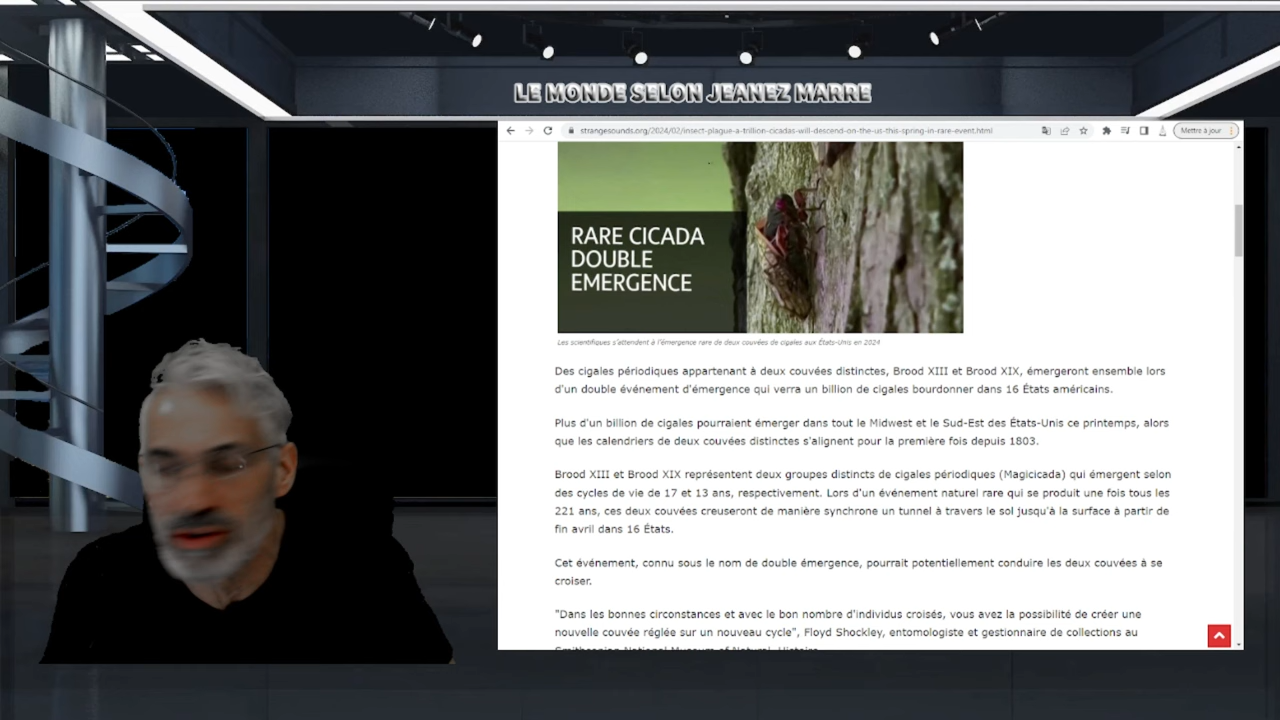 LE MONDE SELON JEANEZ MARRE
strangesounds.org/2024/02/insect-plague-a-trillion-cicadas-will-descend-on-the-us-this-spring-in-rare-event.html
Mettre à jour
RARE CICADA
DOUBLE
EMERGENCE
Les scientifiques s'attendent à l'émergence rare de deux couvées de cigales aux États-Unis en 2024
Des cigales périodiques appartenant à deux couvées distinctes, Brood XIII et Brood XIX, émergeront ensemble lors
d'un double événement d'émergence qui verra un billion de cigales bourdonner dans 16 États américains.
Plus d'un billion de cigales pourraient émerger dans tout le Midwest et le Sud-Est des États-Unis ce printemps, alors
que les calendriers de deux couvées distinctes s'alignent pour la première fois depuis 1803.
Brood XIII et Brood XIX représentent deux groupes distincts de cigales périodiques (Magicicada) qui émergent selon
des cycles de vie de 17 et 13 ans, respectivement. Lors d'un événement naturel rare qui se produit une fois tous les
221 ans, ces deux couvées creuseront de manière synchrone un tunnel à travers le sol jusqu'à la surface à partir de
fin avril dans 16 États.
Cet événement, connu sous le nom de double émergence, pourrait potentiellement conduire les deux couvées à se
croiser.
"Dans les bonnes circonstances et avec le bon nombre d'individus croisés, vous avez la possibilité de créer une
nouvelle couvée réglée sur un nouveau cycle", Floyd Shockley, entomologiste et gestionnaire de collections au
Smithsonian National Museum of Natural Histoire